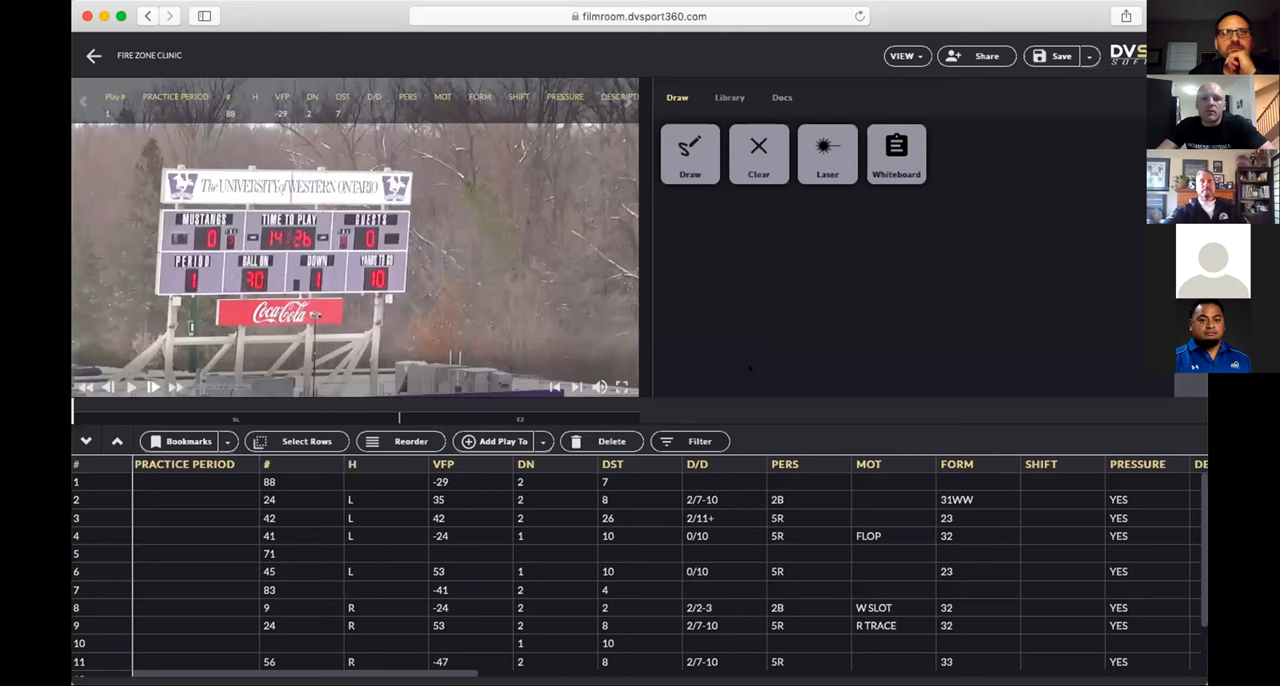 filmroom.dvsport360.com
FIRE ZONE CLINIC
VIEW
Share
Save
DVS
Play # PRACTICE PERIOD # H VFP DN DST D/D PERS MOT FORM SHIFT PRESSURE DESCRIPTI
1 88 -29 2 7
Draw Library Docs
Draw Clear Laser Whiteboard
The UNIVERSITY of WESTERN ONTARIO
MUSTANGS TIME TO PLAY GUESTS
0 14:26 0
PERIOD BALL ON DOWN YARDS TO GO
1 30 1 10
Coca-Cola
SL EZ
Bookmarks Select Rows Reorder Add Play To Delete Filter
# PRACTICE PERIOD # H VFP DN DST D/D PERS MOT FORM SHIFT PRESSURE DE
1 88 -29 2 7
2 24 L 35 2 8 2/7-10 2B 31WW YES
3 42 L 42 2 26 2/11+ 5R 23 YES
4 41 L -24 1 10 0/10 5R FLOP 32 YES
5 71
6 45 L 53 1 10 0/10 5R 23 YES
7 83 -41 2 4
8 9 R -24 2 2 2/2-3 2B W SLOT 32 YES
9 24 R 53 2 8 2/7-10 5R R TRACE 32 YES
10 1 10
11 56 R -47 2 8 2/7-10 5R 33 YES